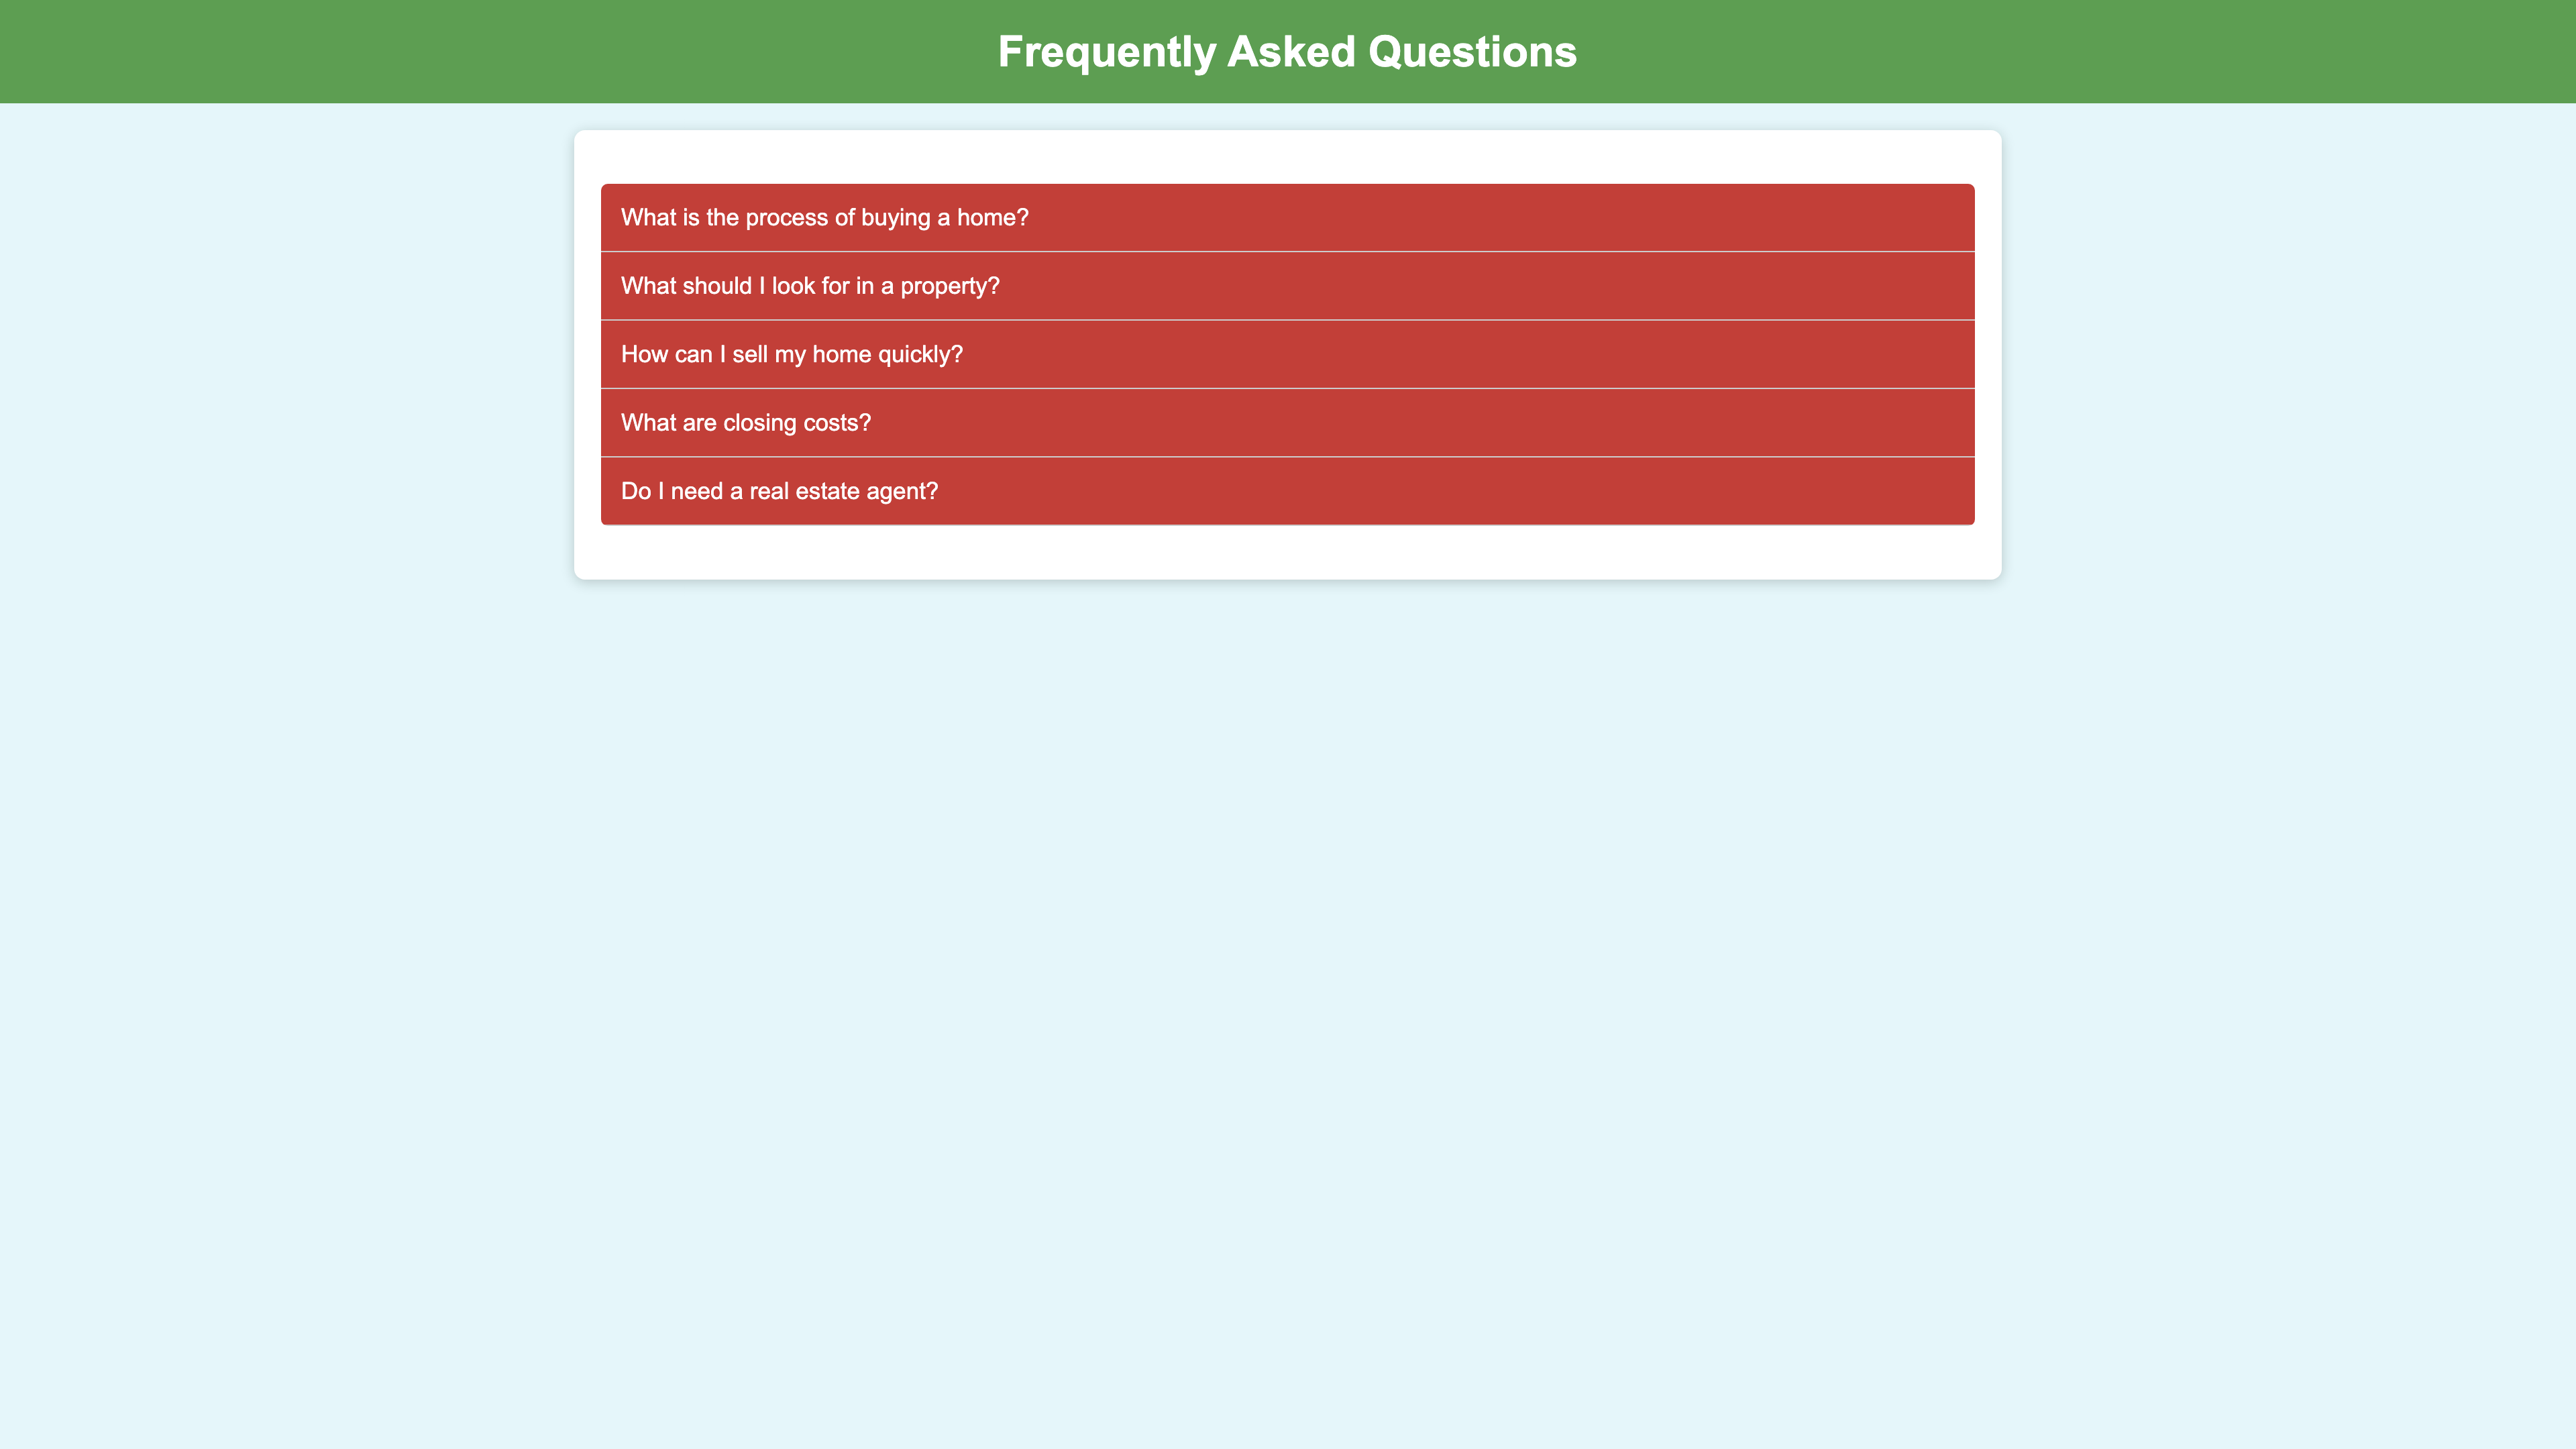 Frequently Asked Questions
What is the process of buying a home?
What should I look for in a property?
How can I sell my home quickly?
What are closing costs?
Do I need a real estate agent?